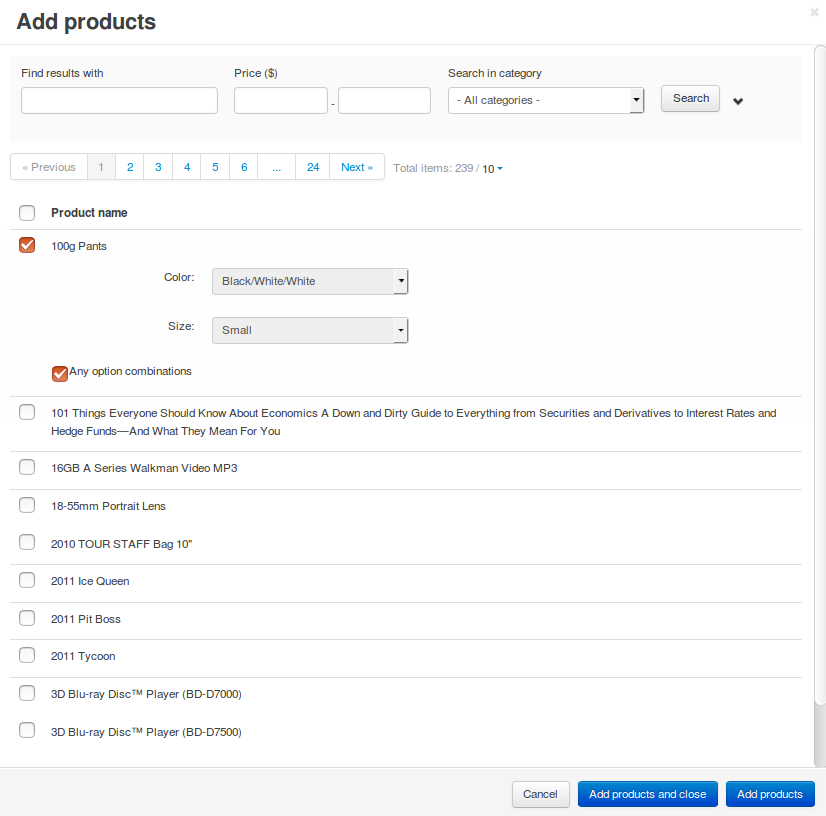 Add products
Find results with
Price ($)
Search in category
-
- All categories -
Search
« Previous 1 2 3 4 5 6 ... 24 Next » Total items: 239 / 10
Product name
100g Pants
Color: Black/White/White
Size: Small
Any option combinations
101 Things Everyone Should Know About Economics A Down and Dirty Guide to Everything from Securities and Derivatives to Interest Rates and
Hedge Funds—And What They Mean For You
16GB A Series Walkman Video MP3
18-55mm Portrait Lens
2010 TOUR STAFF Bag 10"
2011 Ice Queen
2011 Pit Boss
2011 Tycoon
3D Blu-ray Disc™ Player (BD-D7000)
3D Blu-ray Disc™ Player (BD-D7500)
Cancel Add products and close Add products